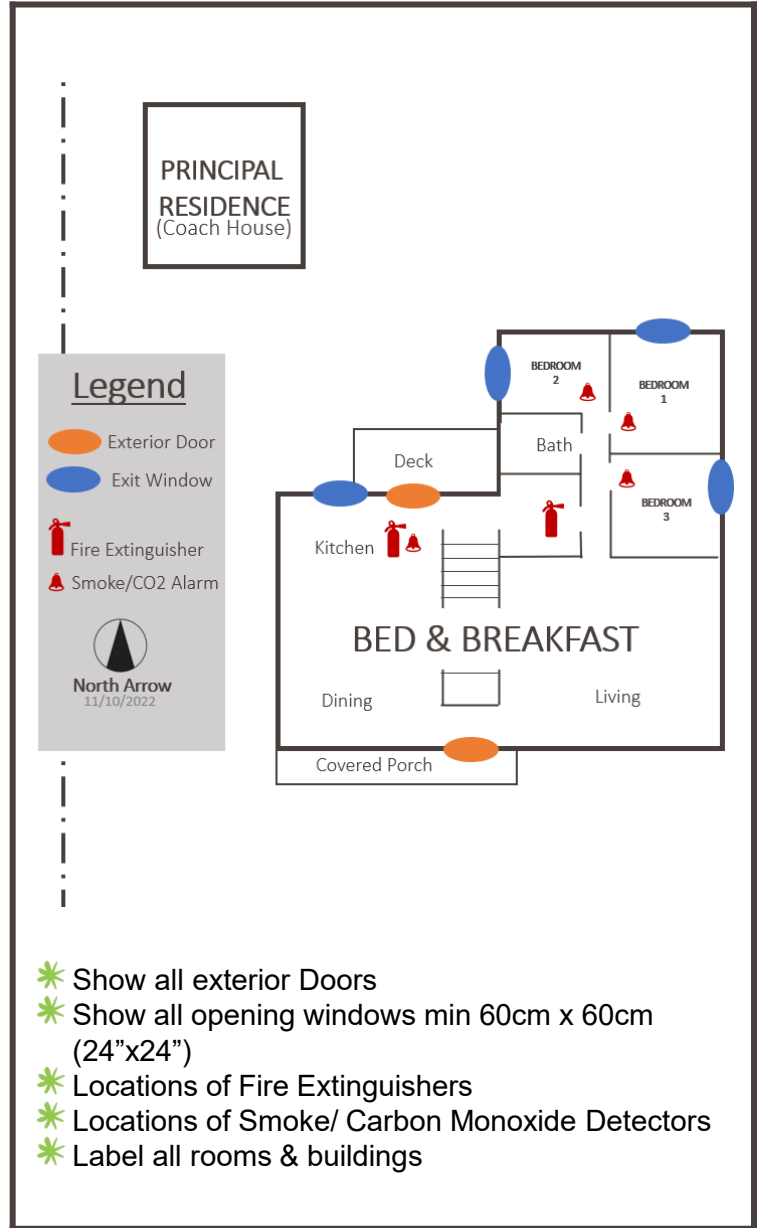 PRINCIPAL
RESIDENCE
(Coach House)
Legend
Exterior Door
Exit Window
Fire Extinguisher
Smoke/CO2 Alarm
North Arrow
11/10/2022
BEDROOM
2
BEDROOM
1
Bath
Deck
BEDROOM
3
Kitchen
BED & BREAKFAST
Dining
Living
Covered Porch
Show all exterior Doors
Show all opening windows min 60cm x 60cm
(24”x24”)
Locations of Fire Extinguishers
Locations of Smoke/ Carbon Monoxide Detectors
Label all rooms & buildings